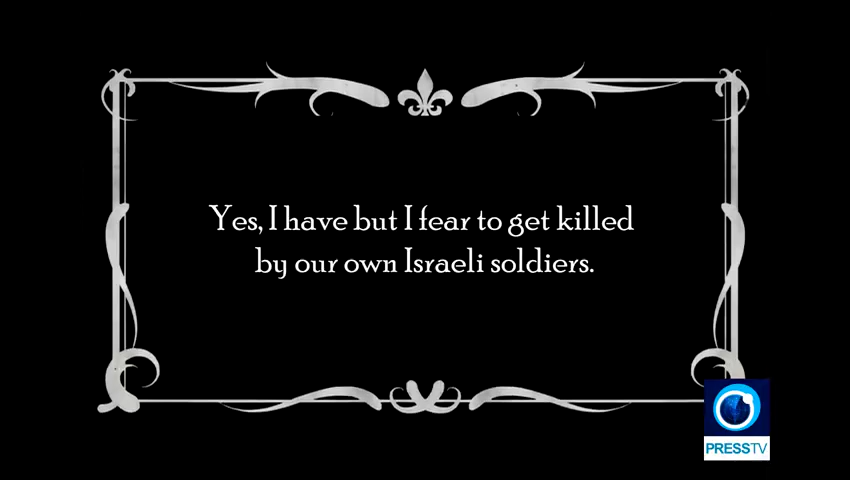 Yes, I have but I fear to get killed
by our own Israeli soldiers.
PRESSTV